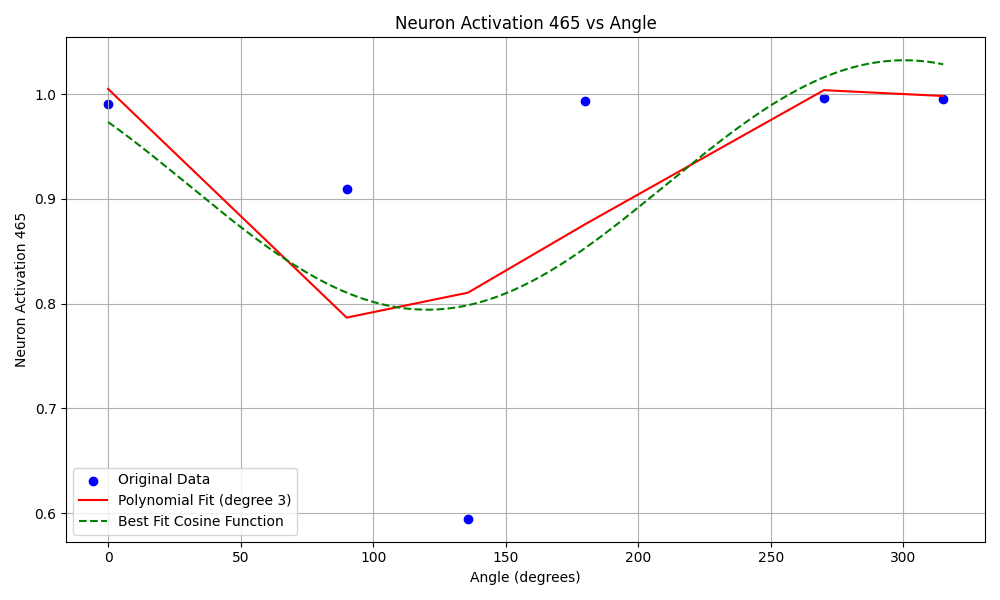 Neuron Activation 465 vs Angle
Neuron Activation 465
1.0
0.9
0.8
0.7
0.6
Original Data
Polynomial Fit (degree 3)
Best Fit Cosine Function
0 50 100 150 200 250 300
Angle (degrees)